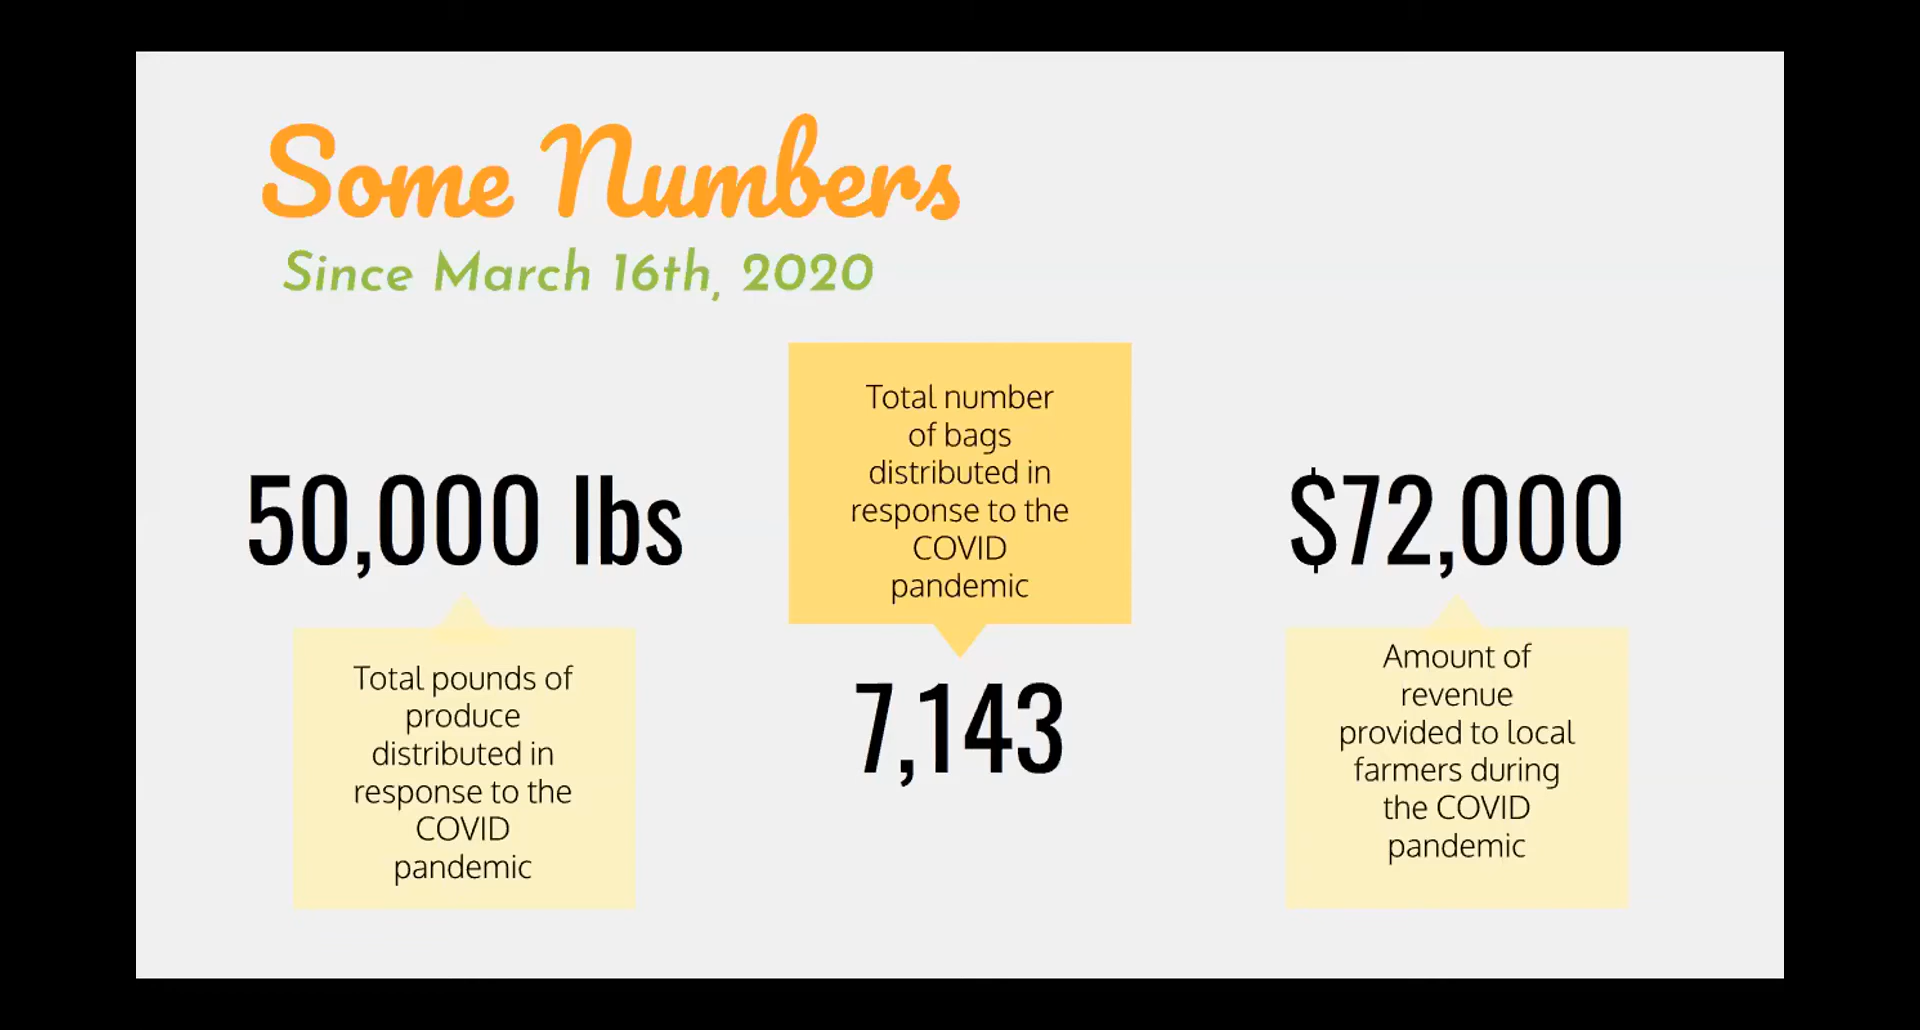 Some Numbers
Since March 16th, 2020
50,000 lbs
Total pounds of
produce
distributed in
response to the
COVID
pandemic
Total number
of bags
distributed in
response to the
COVID
pandemic
7,143
$72,000
Amount of
revenue
provided to local
farmers during
the COVID
pandemic